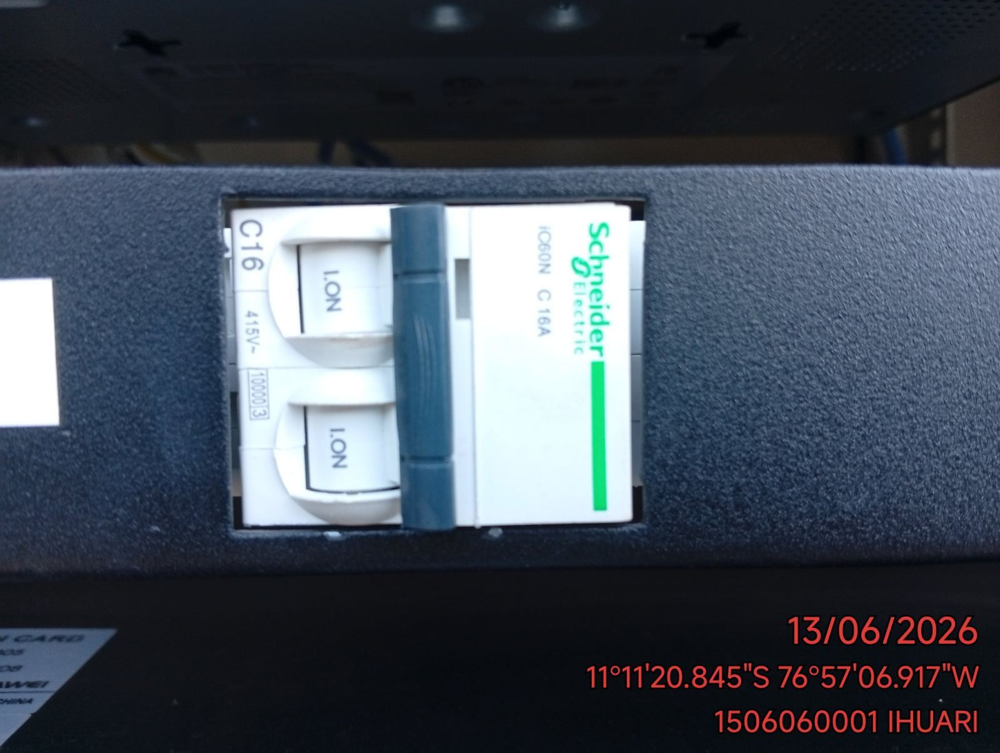 Schneider
Electric
iC60N C16A
I.ON
I.ON
C16
415V~
10000 3
N CARD
AWEI
CHINA
13/06/2026
11°11'20.845"S 76°57'06.917"W
1506060001 IHUARI